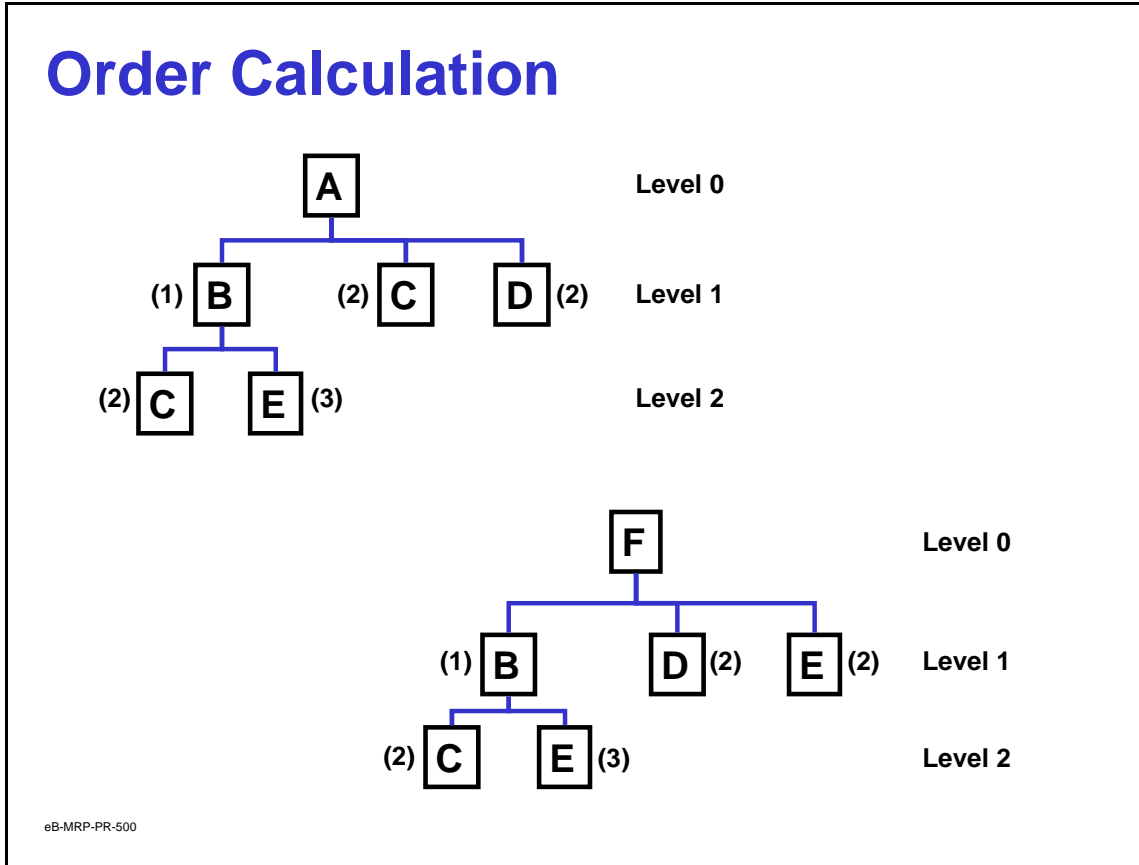 Order Calculation
A Level 0
(1) B (2) C D (2) Level 1
(2) C E (3) Level 2
F Level 0
(1) B D (2) E (2) Level 1
(2) C E (3) Level 2
eB-MRP-PR-500